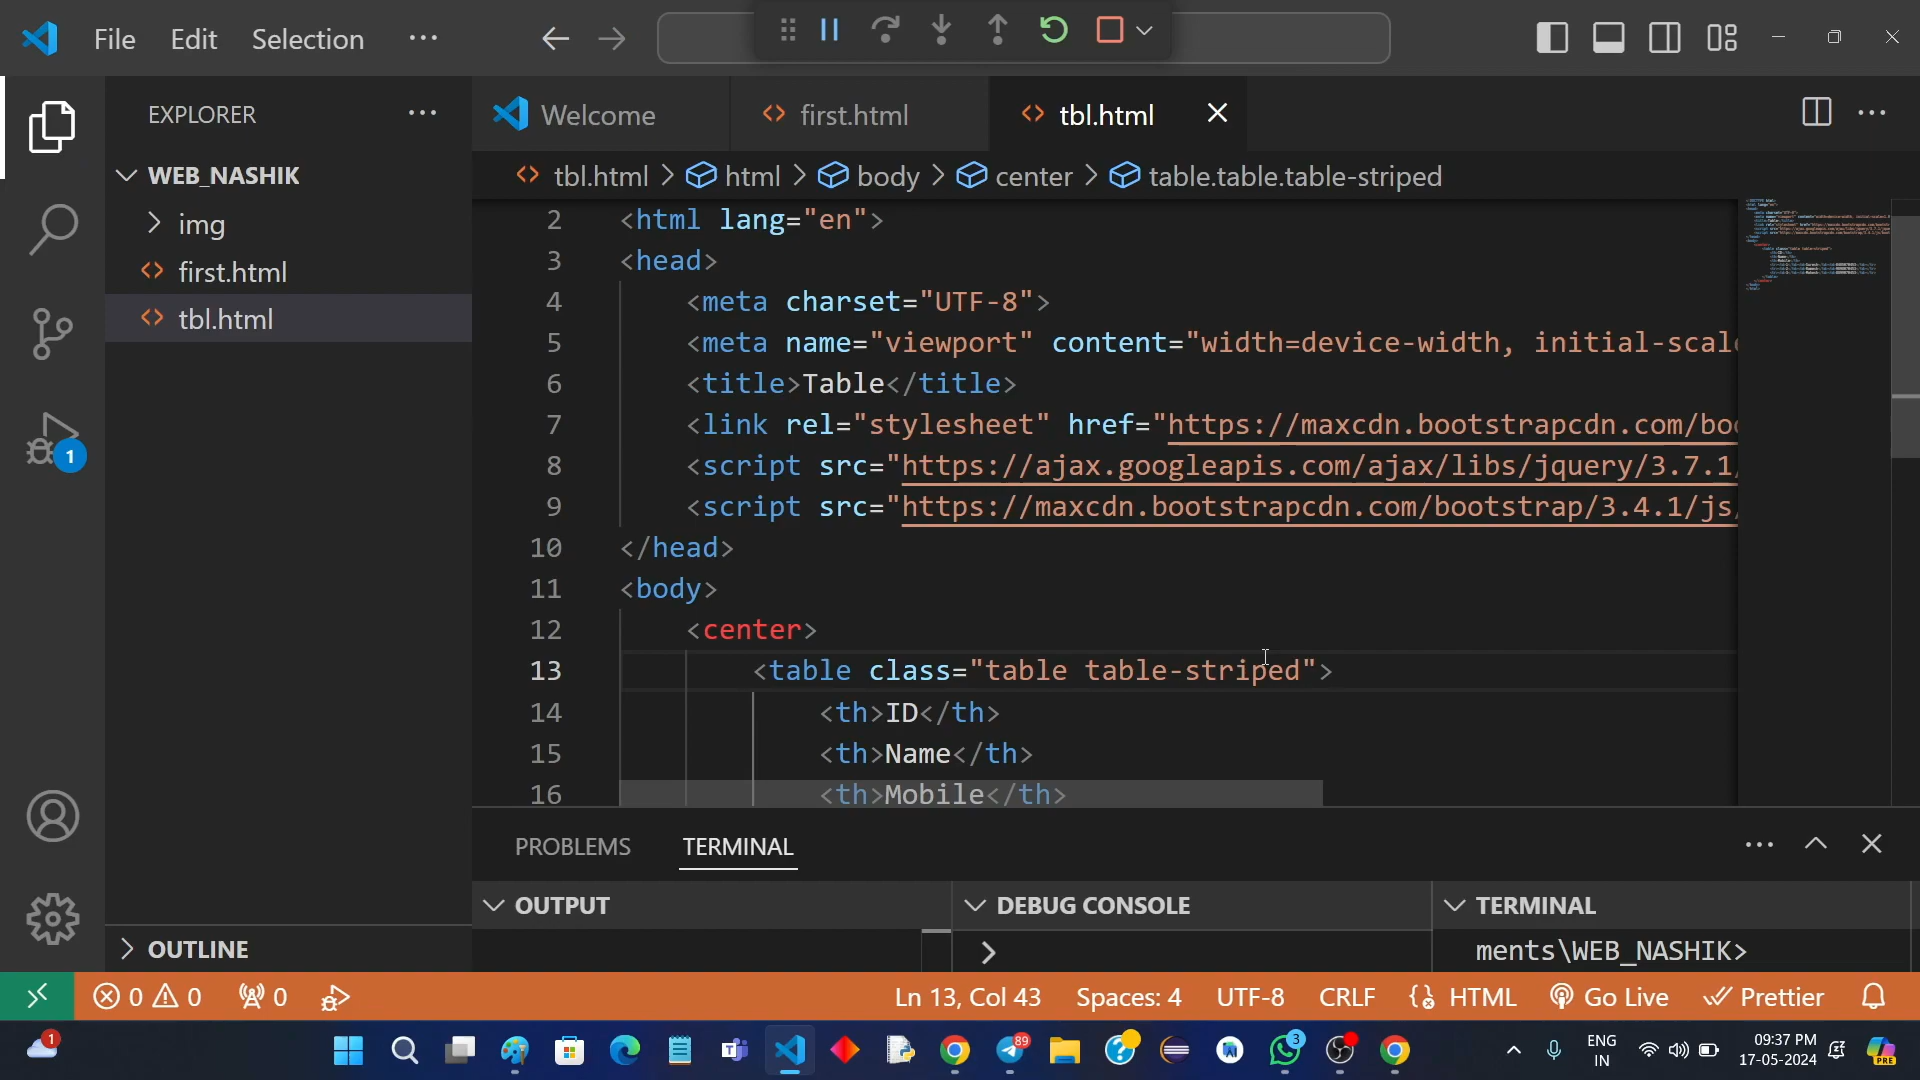 File Edit Selection ···
EXPLORER
WEB_NASHIK
img
first.html
tbl.html
OUTLINE
1
Welcome
first.html
tbl.html
tbl.html > html > body > center > table.table.table-striped
2 <html lang="en">
3 <head>
4 <meta charset="UTF-8">
5 <meta name="viewport" content="width=device-width, initial-scal
6 <title>Table</title>
7 <link rel="stylesheet" href="https://maxcdn.bootstrapcdn.com/bo
8 <script src="https://ajax.googleapis.com/ajax/libs/jquery/3.7.1/
9 <script src="https://maxcdn.bootstrapcdn.com/bootstrap/3.4.1/js/
10 </head>
11 <body>
12 <center>
13 <table class="table table-striped">
14 <th>ID</th>
15 <th>Name</th>
16 <th>Mobile</th>
PROBLEMS TERMINAL
OUTPUT
DEBUG CONSOLE
TERMINAL
ments\WEB_NASHIK>
0 0 0
Ln 13, Col 43 Spaces: 4 UTF-8 CRLF {} HTML Go Live Prettier
1
89
3
ENG
IN
09:37 PM
17-05-2024
PRE